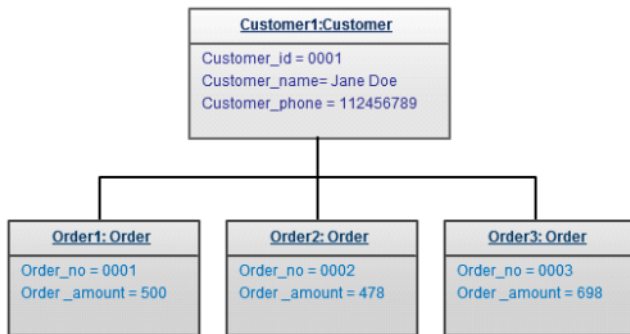 Customer1:Customer
Customer_id = 0001
Customer_name= Jane Doe
Customer_phone = 112456789
Order1: Order
Order_no = 0001
Order _amount = 500
Order2: Order
Order_no = 0002
Order _amount = 478
Order3: Order
Order_no = 0003
Order _amount = 698